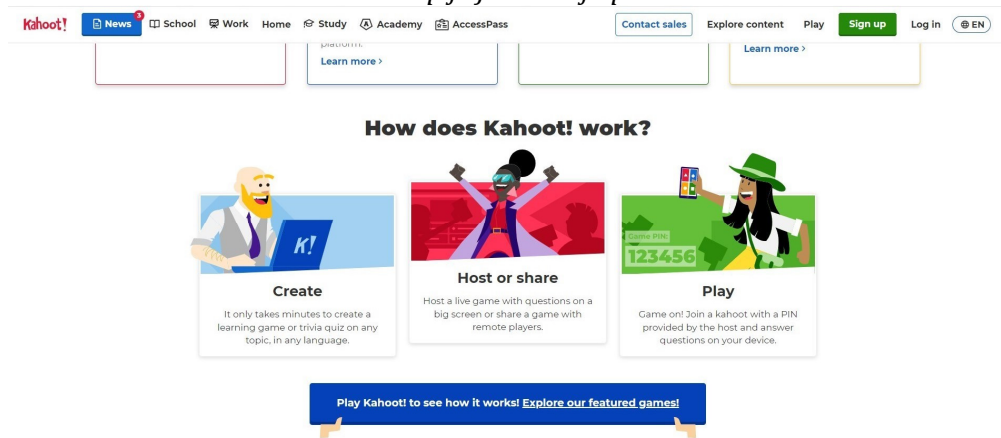 Kahoot! News 3 School Work Home Study Academy AccessPass Contact sales Explore content Play Sign up Log in EN
platform.
Learn more >
Learn more >
How does Kahoot! work?
K!
Game PIN:
123456
Create
It only takes minutes to create a
learning game or trivia quiz on any
topic, in any language.
Host or share
Host a live game with questions on a
big screen or share a game with
remote players.
Play
Game on! Join a kahoot with a PIN
provided by the host and answer
questions on your device.
Play Kahoot! to see how it works! Explore our featured games!